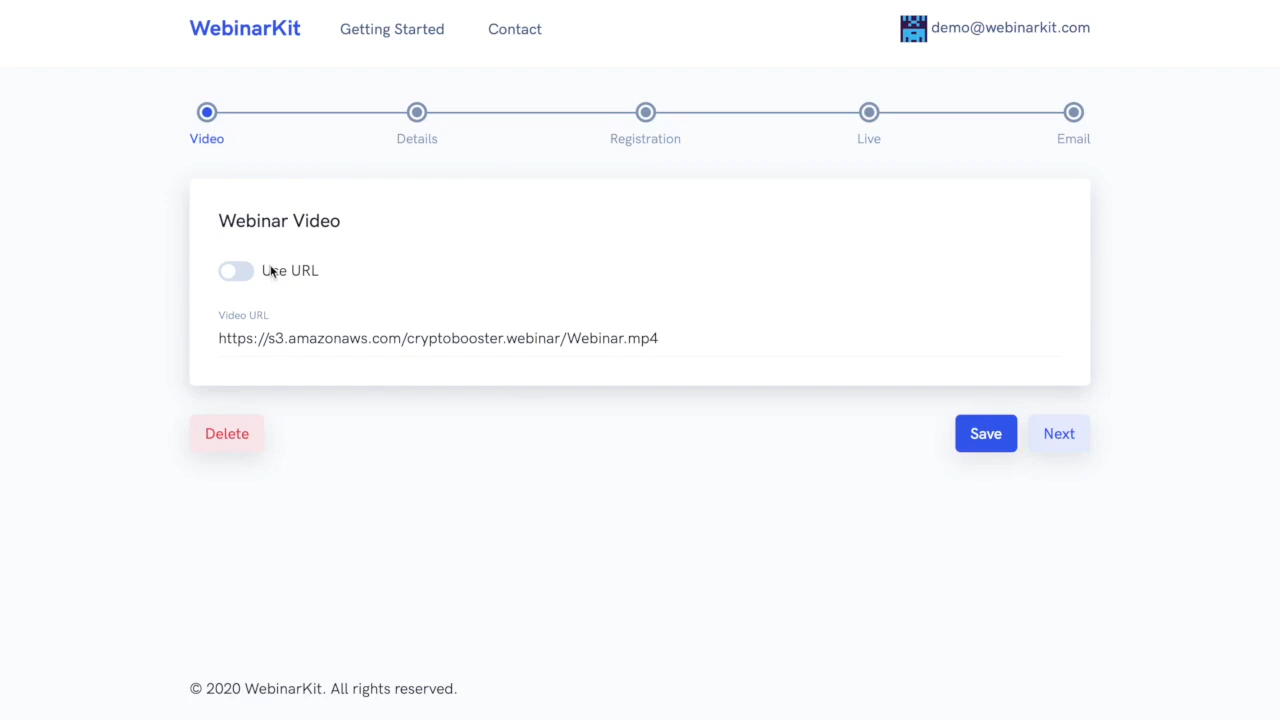 WebinarKit
Getting Started
Contact
demo@webinarkit.com
Video
Details
Registration
Live
Email
Webinar Video
Use URL
Video URL
https://s3.amazonaws.com/cryptobooster.webinar/Webinar.mp4
Delete
Save
Next
© 2020 WebinarKit. All rights reserved.